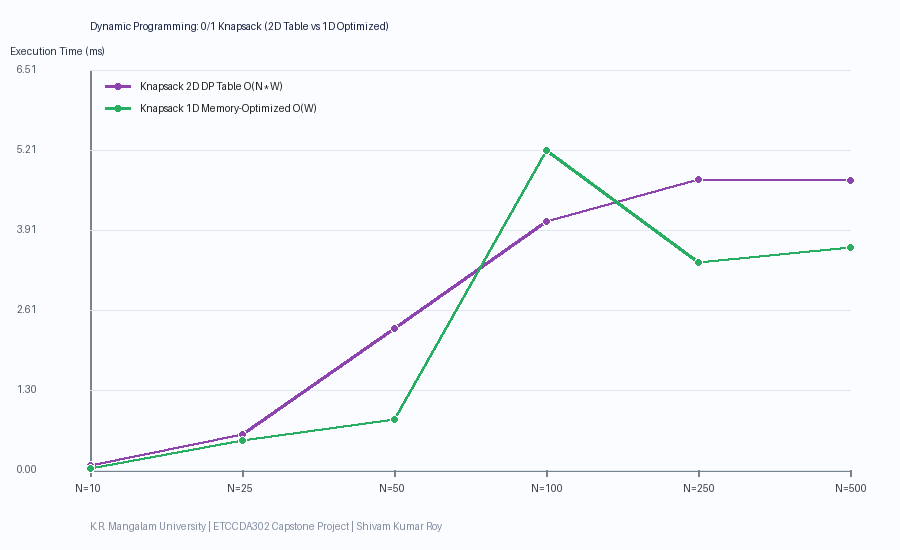 Dynamic Programming: 0/1 Knapsack (2D Table vs 1D Optimized)
Execution Time (ms)
6.51
Knapsack 2D DP Table O(N*W)
Knapsack 1D Memory-Optimized O(W)
5.21
3.91
2.61
1.30
0.00
N=10 N=25 N=50 N=100 N=250 N=500
K.R. Mangalam University | ETCCDA302 Capstone Project | Shivam Kumar Roy